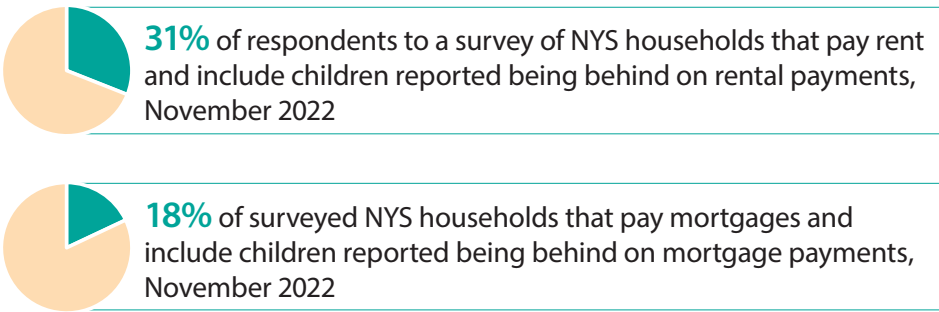 31% of respondents to a survey of NYS households that pay rent
and include children reported being behind on rental payments,
November 2022
18% of surveyed NYS households that pay mortgages and
include children reported being behind on mortgage payments,
November 2022